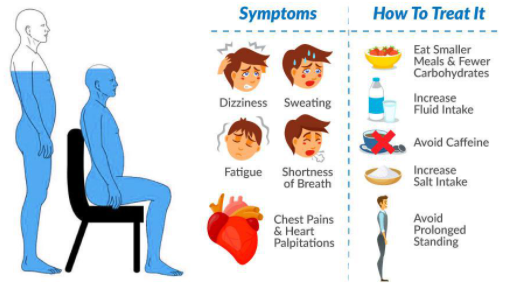 Symptoms
Dizziness
Sweating
Fatigue
Shortness
of Breath
Chest Pains
& Heart
Palpitations
How To Treat It
Eat Smaller
Meals & Fewer
Carbohydrates
Increase
Fluid Intake
Avoid Caffeine
Increase
Salt Intake
Avoid
Prolonged
Standing